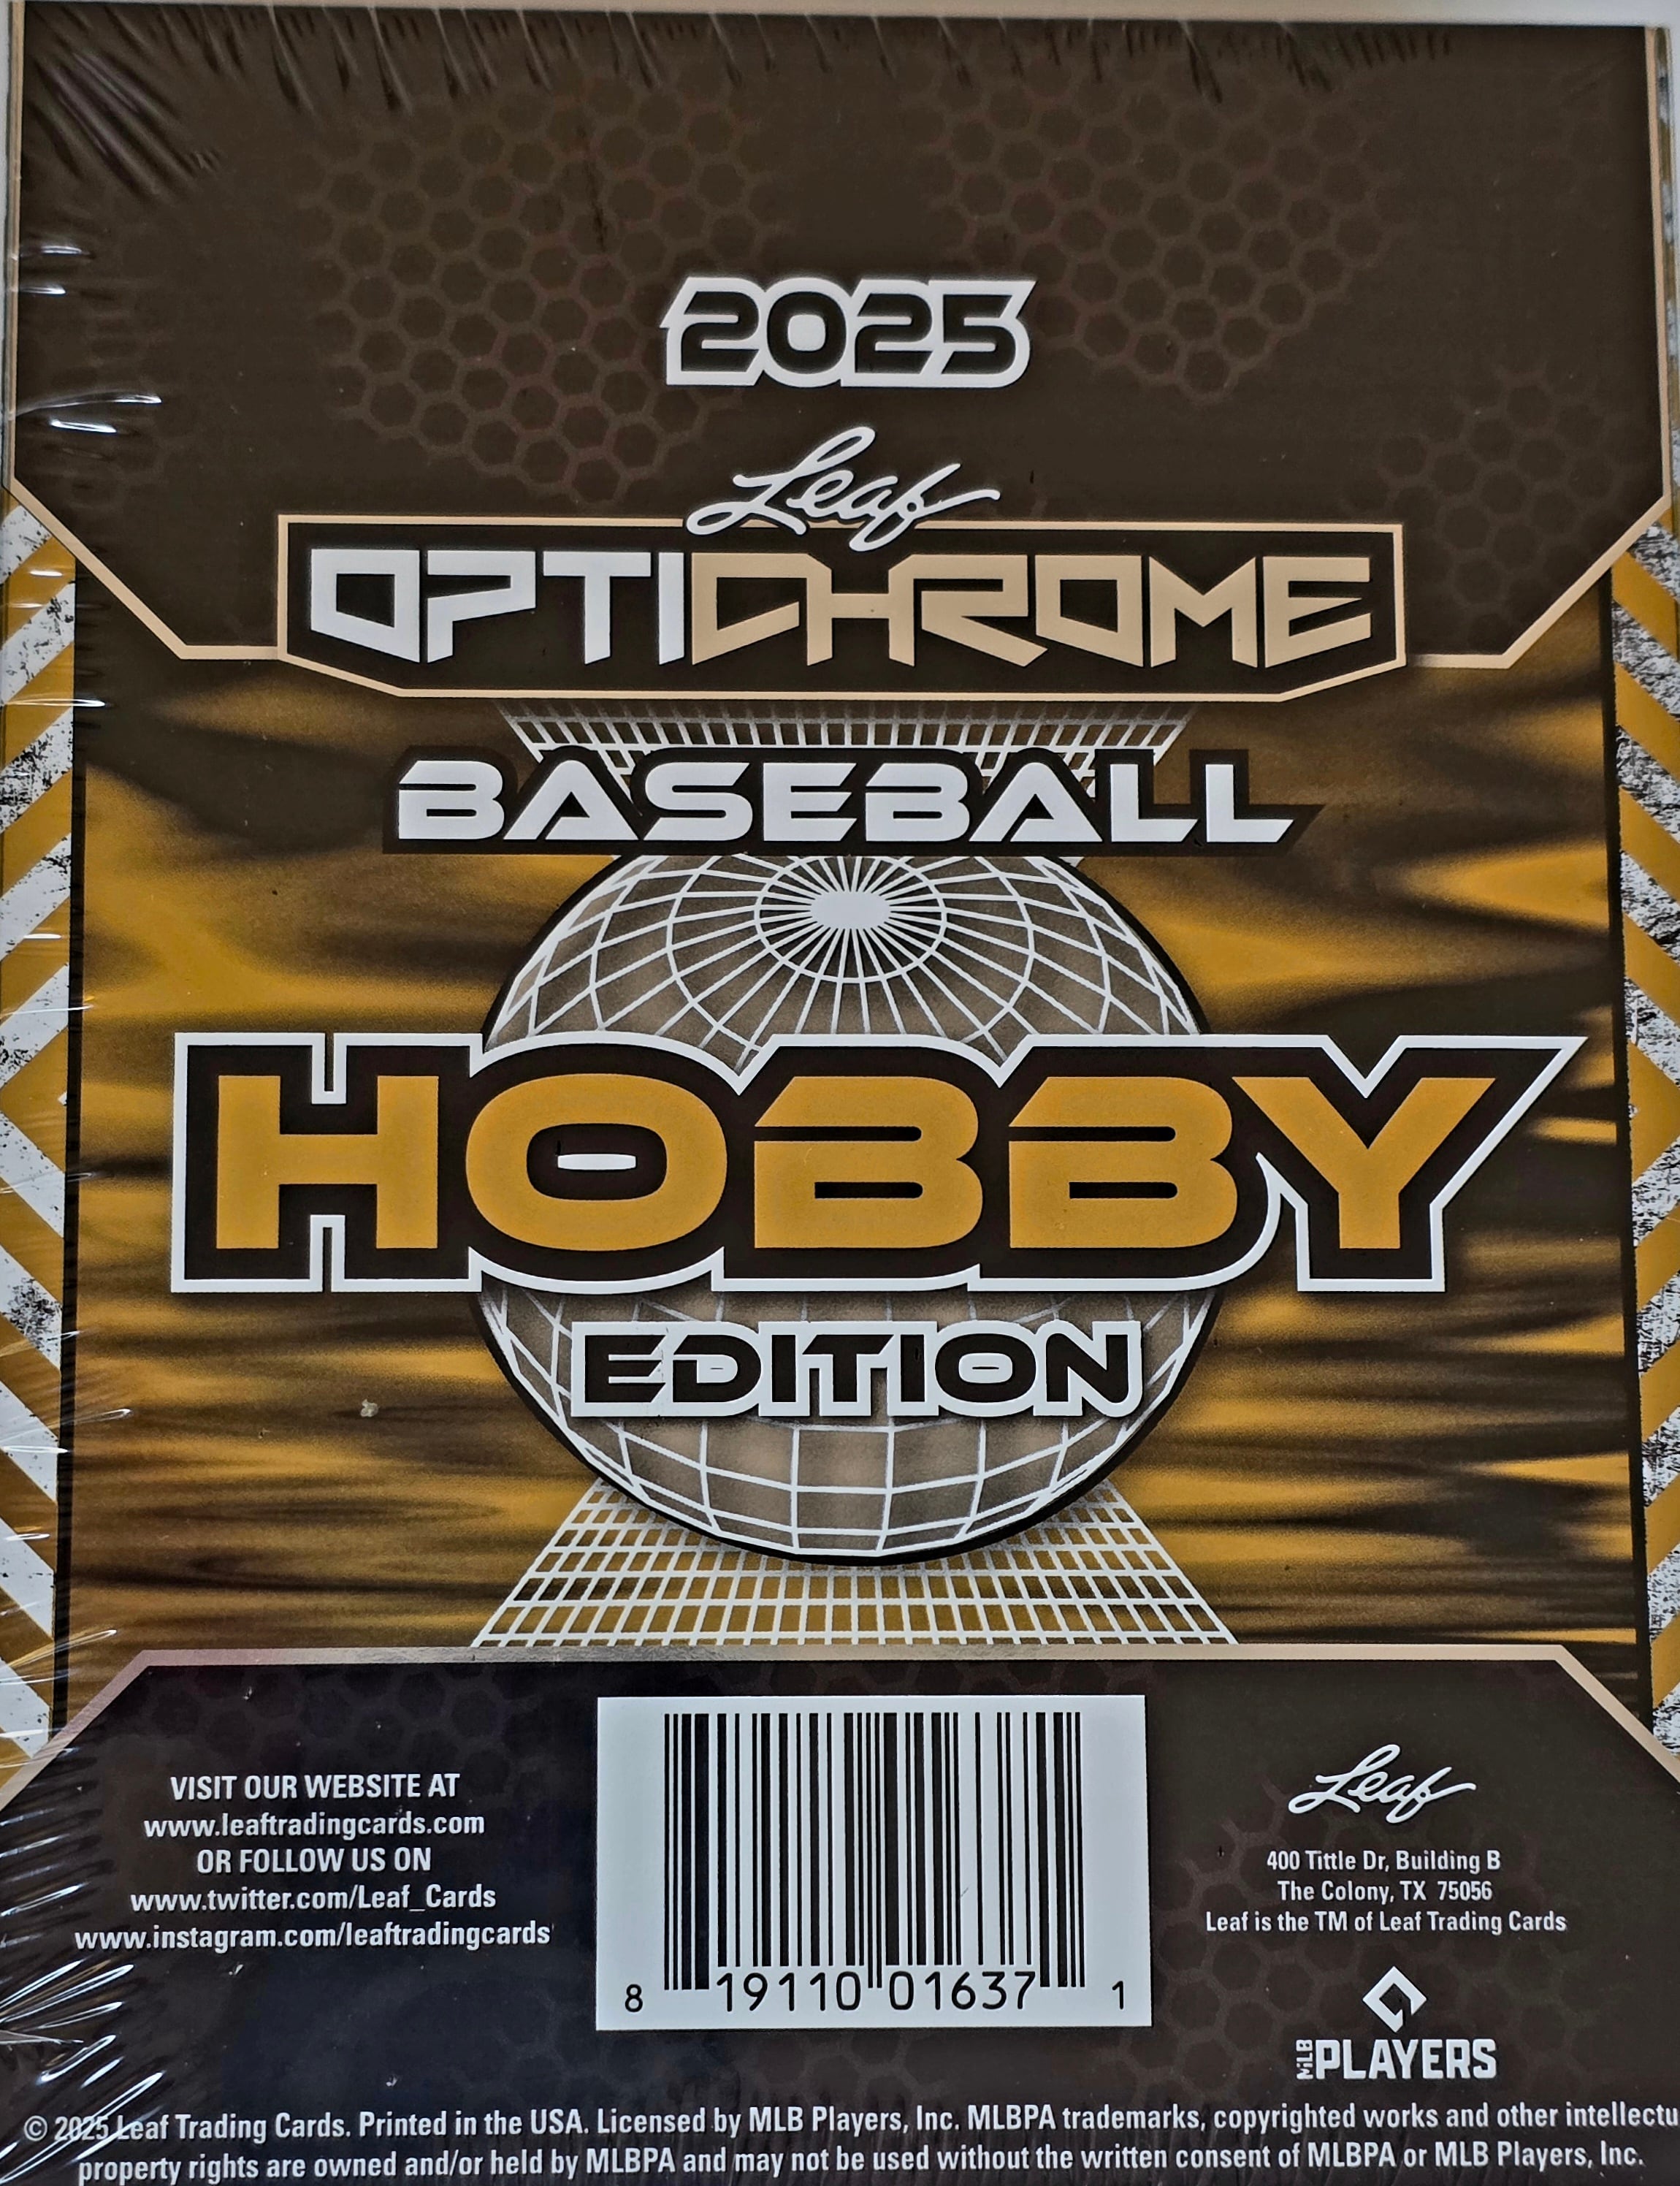 2025
Leaf
OPTICHROME
BASEBALL
HOBBY
EDITION
VISIT OUR WEBSITE AT
www.leaftradingcards.com
OR FOLLOW US ON
www.twitter.com/Leaf_Cards
www.instagram.com/leaftradingcards
8 19110 01637 1
Leaf
400 Tittle Dr, Building B
The Colony, TX 75056
Leaf is the TM of Leaf Trading Cards
MLB PLAYERS
© 2025 Leaf Trading Cards. Printed in the USA. Licensed by MLB Players, Inc. MLBPA trademarks, copyrighted works and other intellectu
property rights are owned and/or held by MLBPA and may not be used without the written consent of MLBPA or MLB Players, Inc.